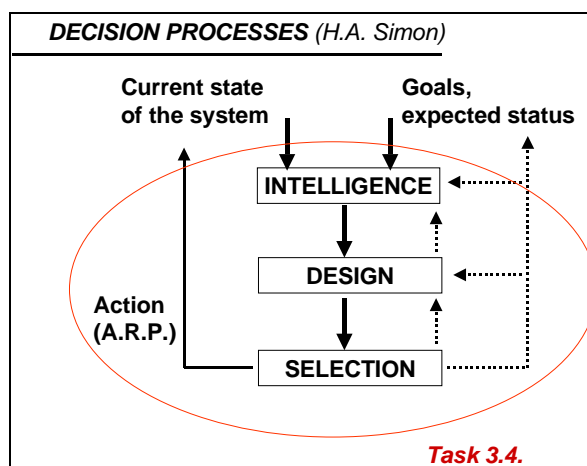 DECISION PROCESSES (H.A. Simon)
Current state
of the system
Goals,
expected status
INTELLIGENCE
DESIGN
Action
(A.R.P.)
SELECTION
Task 3.4.